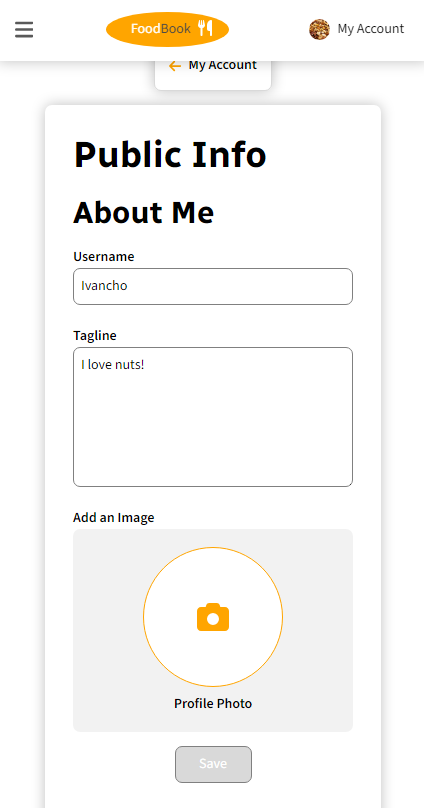 FoodBook
My Account
My Account
Public Info
About Me
Username
Ivancho
Tagline
I love nuts!
Add an Image
Profile Photo
Save